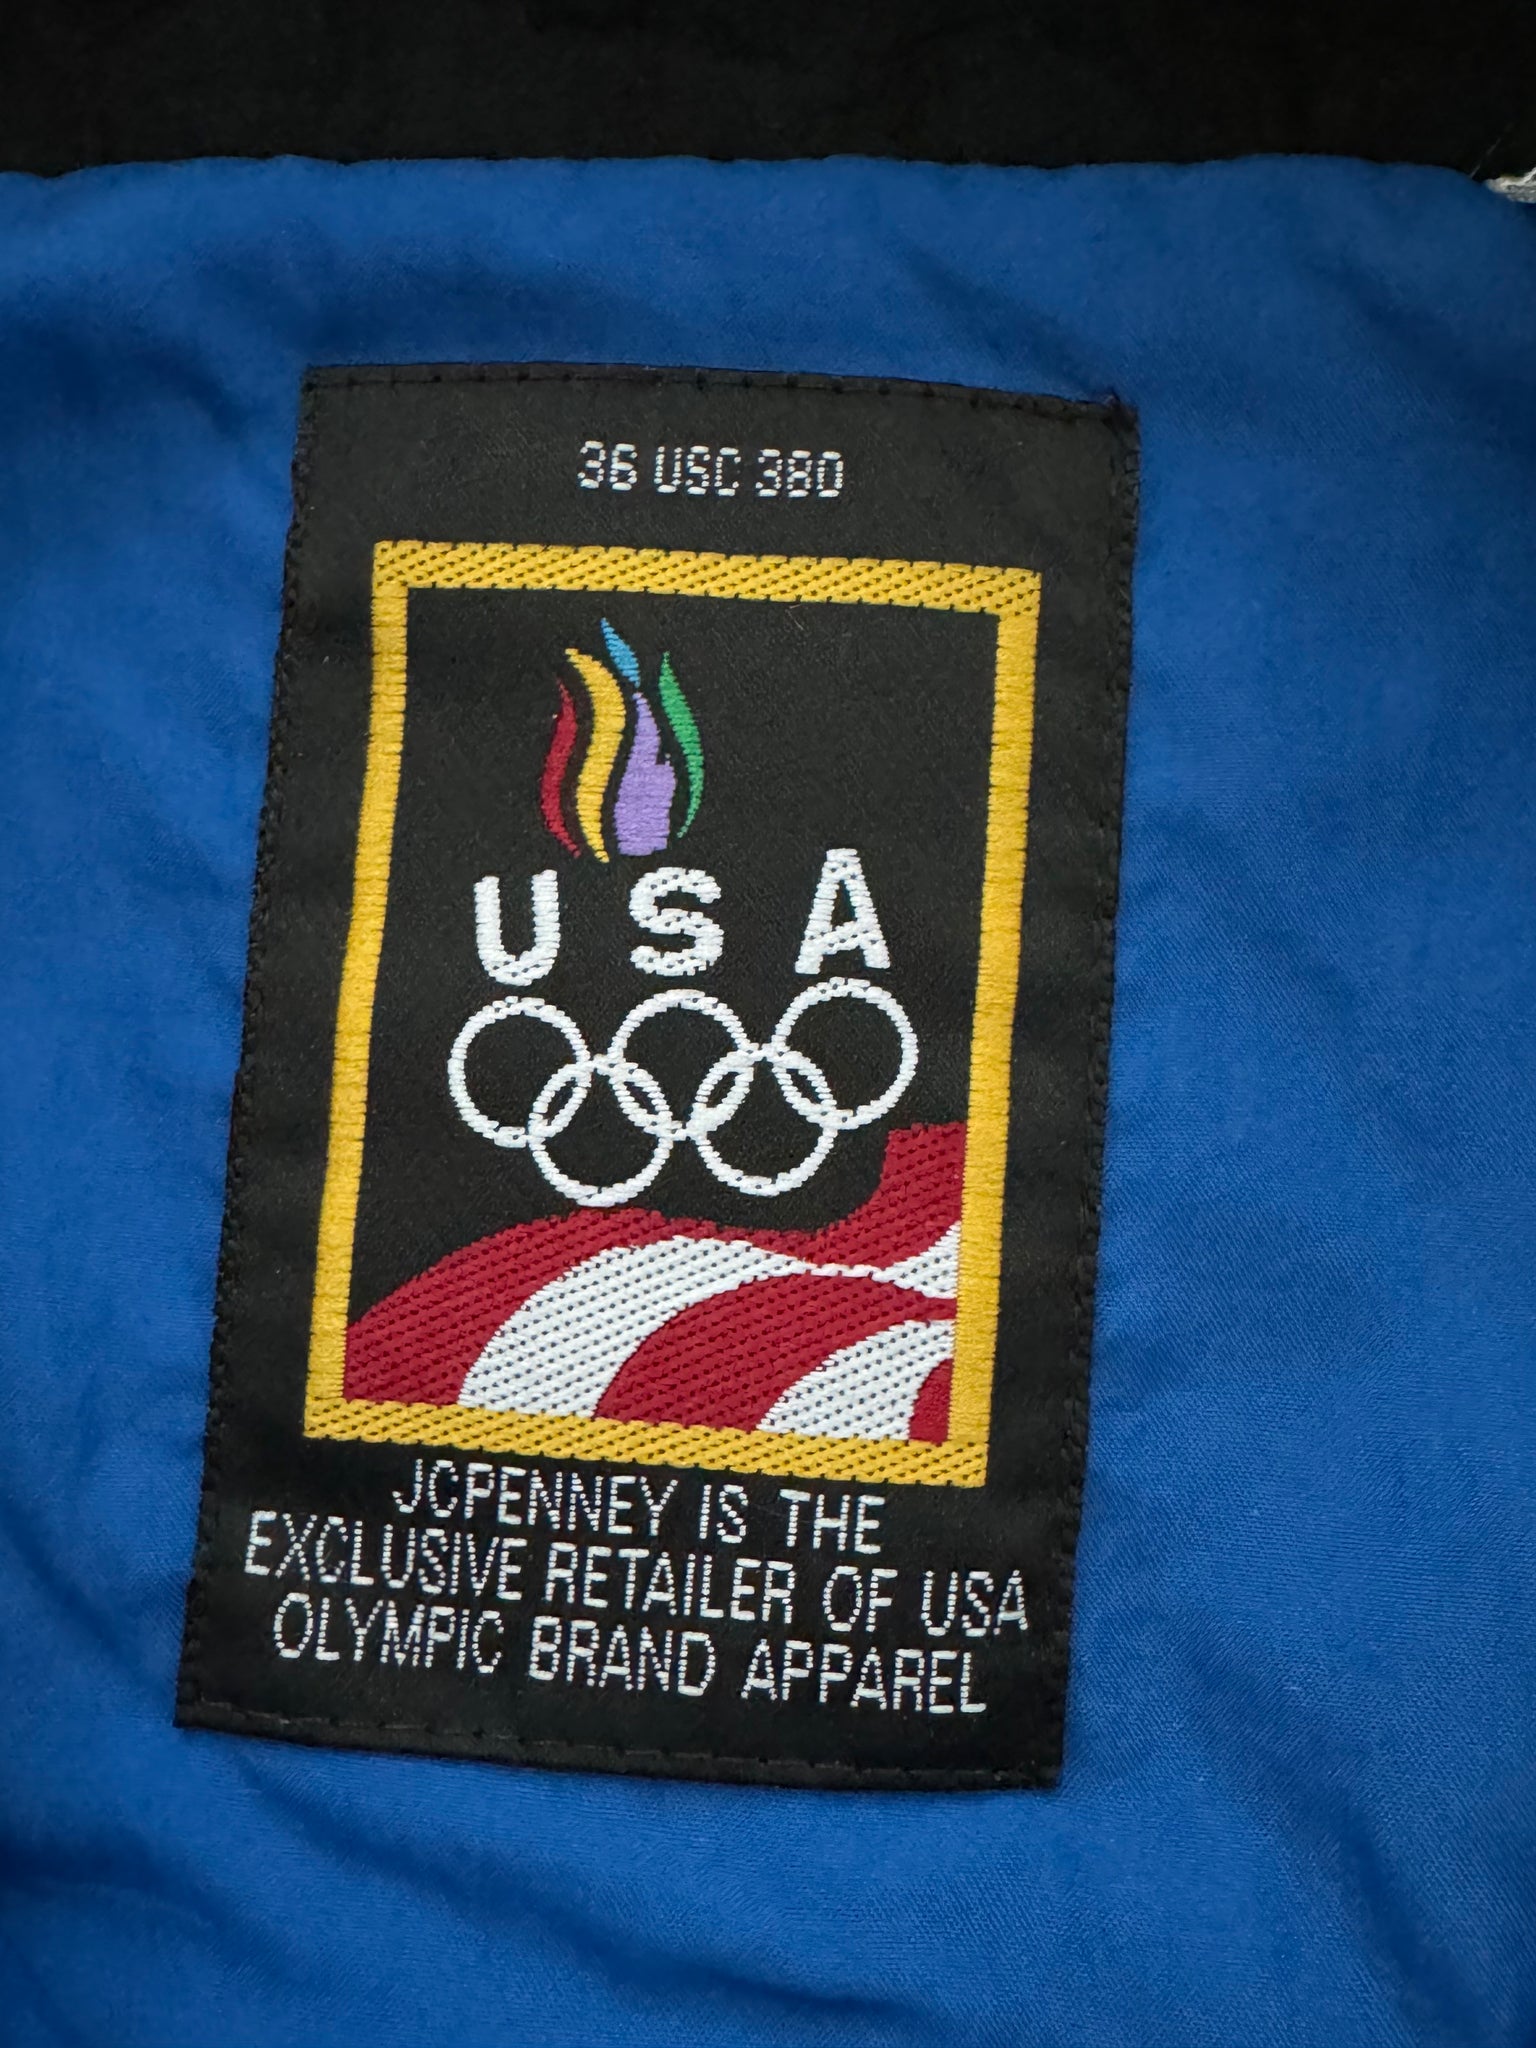 36 USC 380
USA
JCPENNEY IS THE
EXCLUSIVE RETAILER OF USA
OLYMPIC BRAND APPAREL